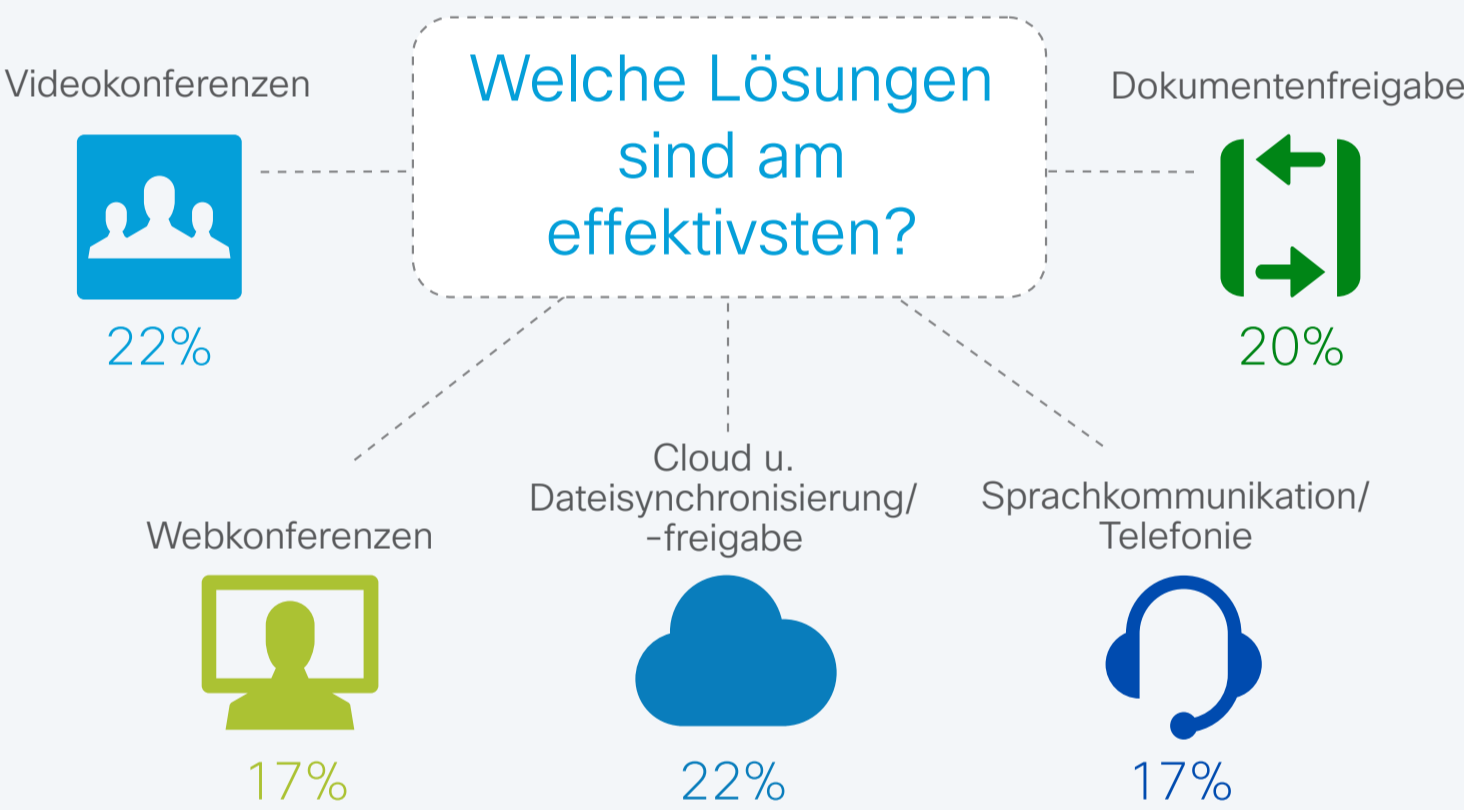 Welche Lösungen
sind am
effektivsten?
Videokonferenzen
22%
Dokumentenfreigabe
20%
Webkonferenzen
17%
Cloud u.
Dateisynchronisierung/
-freigabe
22%
Sprachkommunikation/
Telefonie
17%